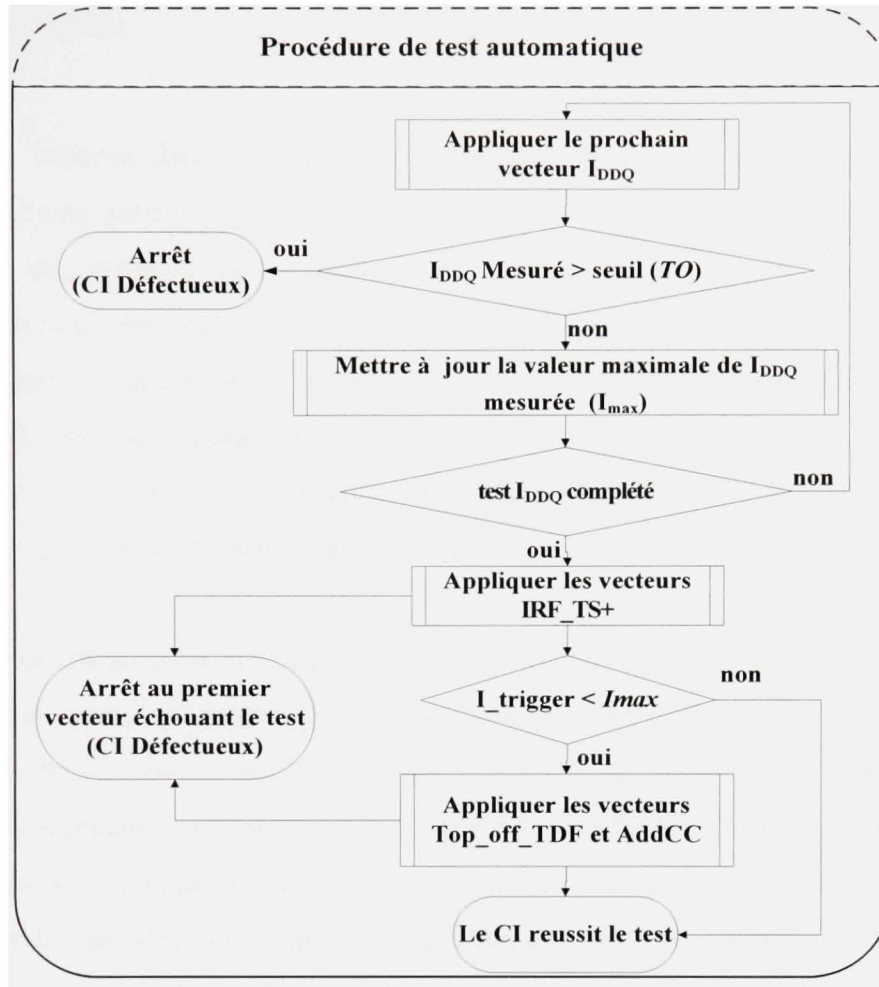 Procédure de test automatique
Appliquer le prochain
vecteur IDDQ
oui
Arrêt
(CI Défectueux)
IDDQ Mesuré > seuil (TO)
non
Mettre à jour la valeur maximale de IDDQ
mesurée (Imax)
test IDDQ complété
non
oui
Appliquer les vecteurs
IRF_TS+
Arrêt au premier
vecteur échouant le test
(CI Défectueux)
I_trigger < Imax
non
oui
Appliquer les vecteurs
Top_off_TDF et AddCC
Le CI reussit le test